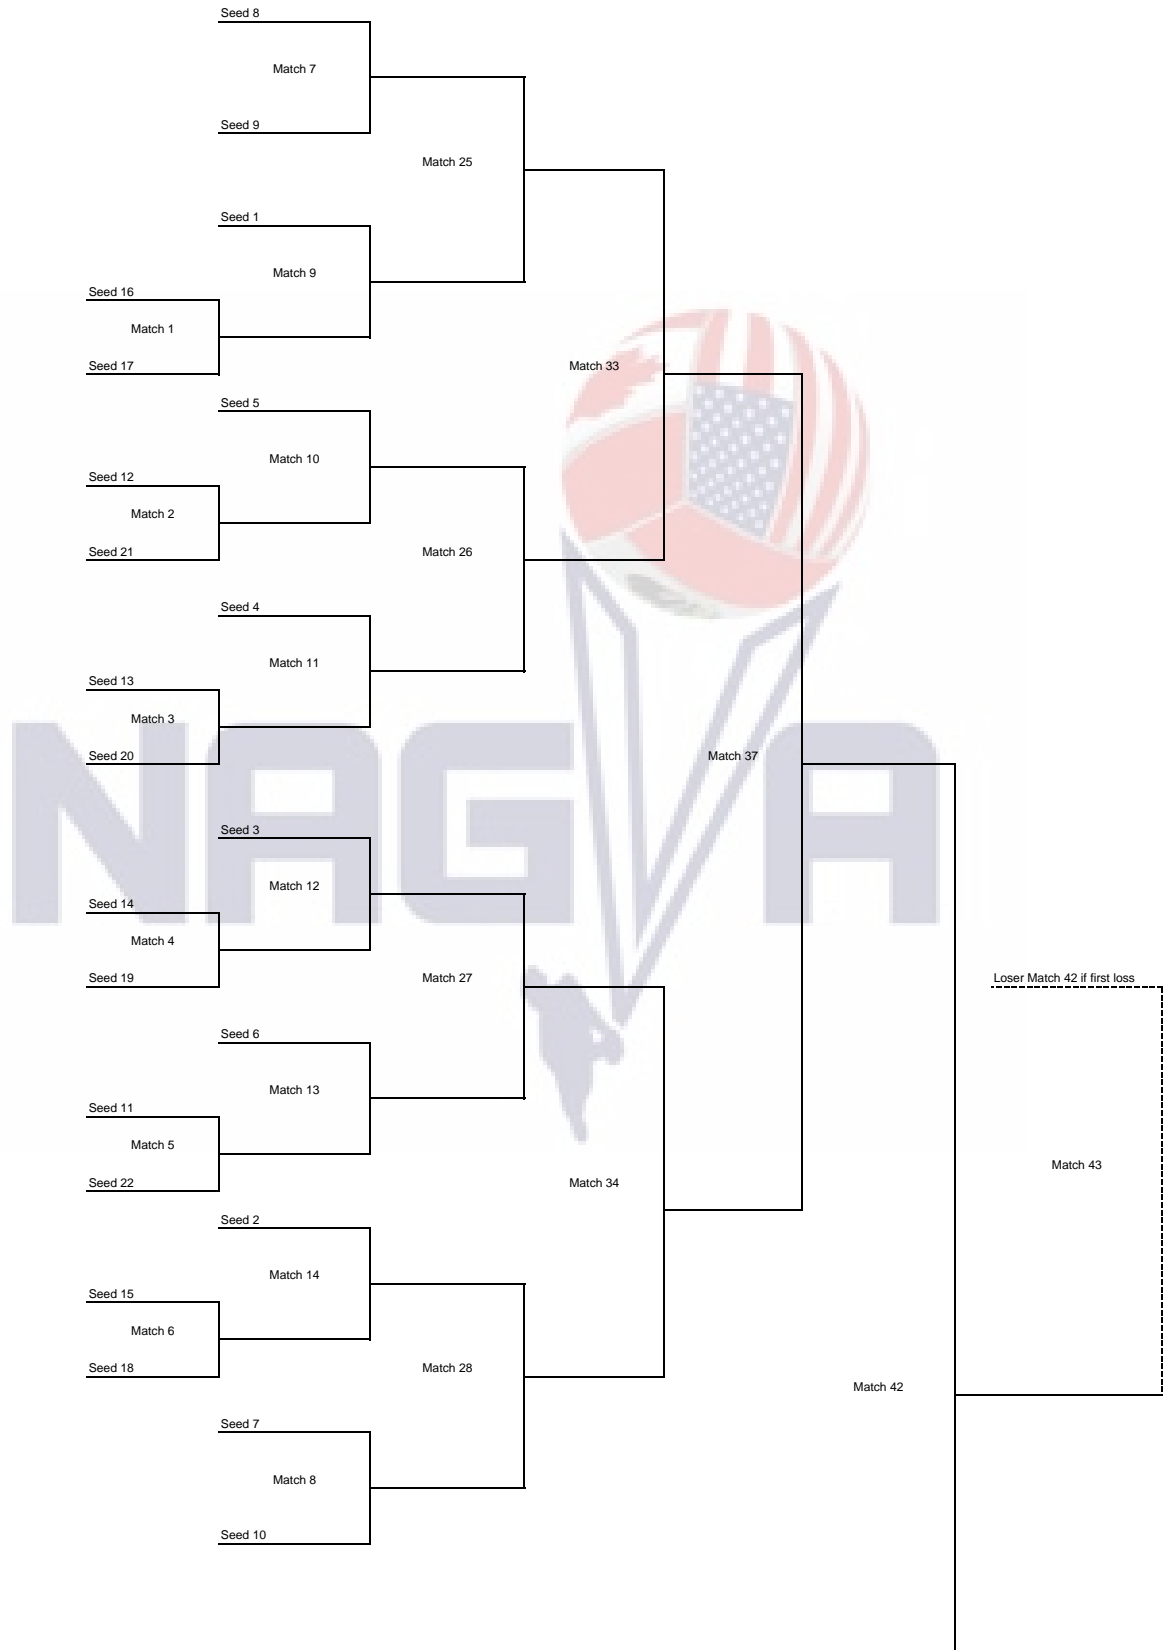 Seed 8
Match 7
Seed 9
Match 25
Seed 1
Match 9
Seed 16
Match 1
Seed 17
Match 33
Seed 5
Match 10
Seed 12
Match 2
Seed 21
Match 26
Seed 4
Match 11
Seed 13
Match 3
Seed 20
NAGVA
Match 37
Seed 3
Match 12
Seed 14
Match 4
Seed 19
Match 27
Loser Match 42 if first loss
Seed 6
Match 13
Seed 11
Match 5
Seed 22
Match 43
Match 34
Seed 2
Match 14
Seed 15
Match 6
Seed 18
Match 28
Match 42
Seed 7
Match 8
Seed 10